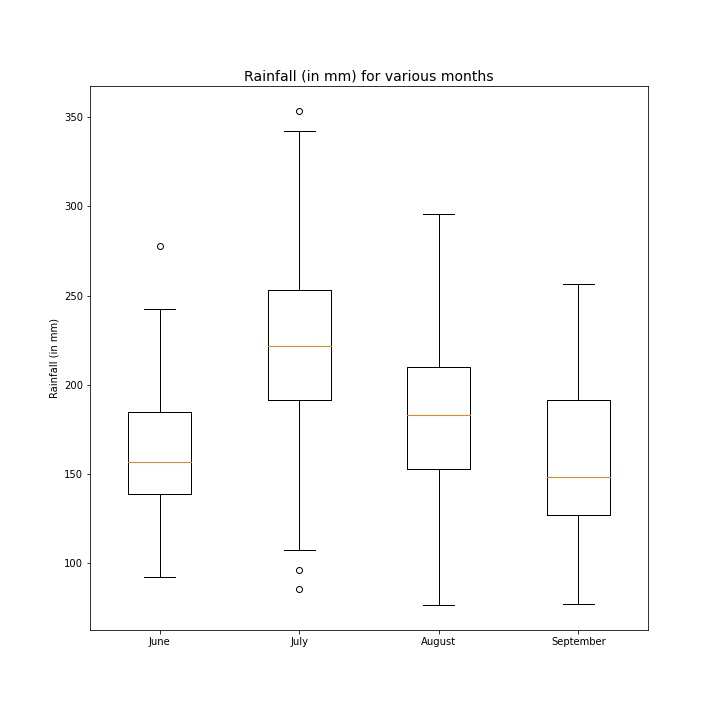 Rainfall (in mm) for various months
Rainfall (in mm)
350
300
250
200
150
100
June
July
August
September